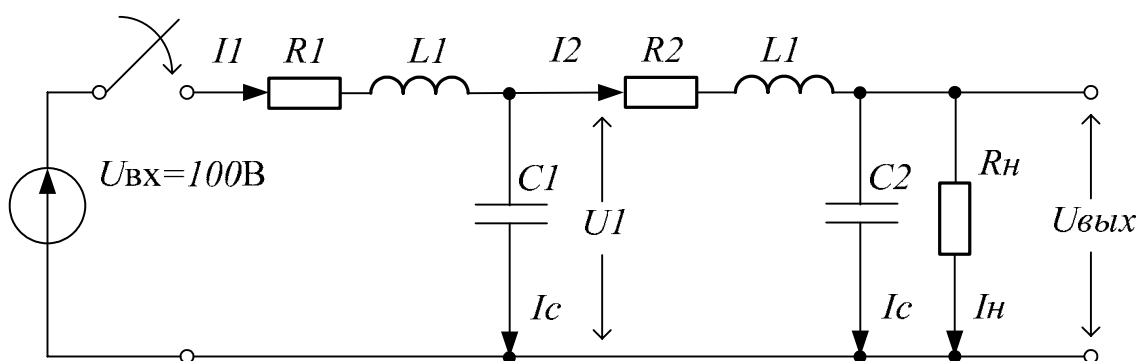 I1 R1 L1 I2 R2 L1
Uвх=100В C1 C2 Rн
U1 Uвых
Ic Ic Iн